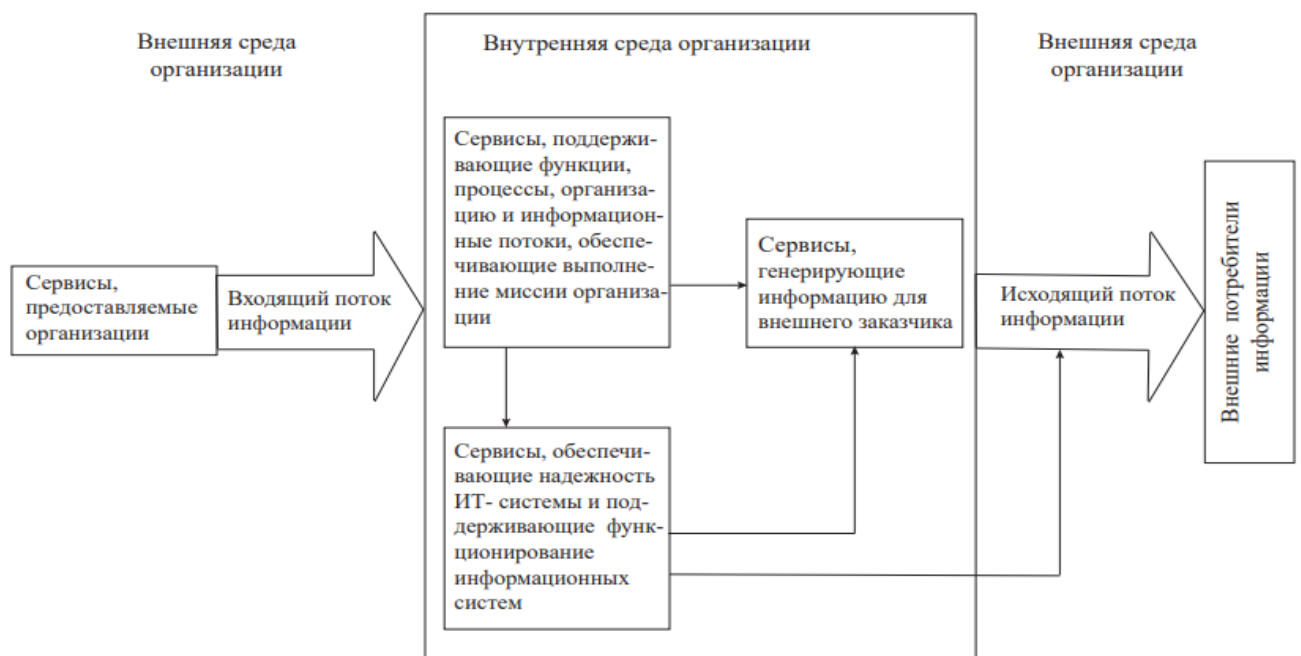 Внешняя среда
организации
Внутренняя среда организации
Внешняя среда
организации
Сервисы,
предоставляемые
организации
Входящий поток
информации
Сервисы, поддержи-
вающие функции,
процессы, организа-
цию и информацион-
ные потоки, обеспе-
чивающие выполне-
ние миссии организа-
ции
Сервисы,
генерирующие
информацию для
внешнего заказчика
Сервисы, обеспечи-
вающие надежность
ИТ- системы и под-
держивающие функ-
ционирование
информационных
систем
Исходящий поток
информации
Внешние потребители
информации